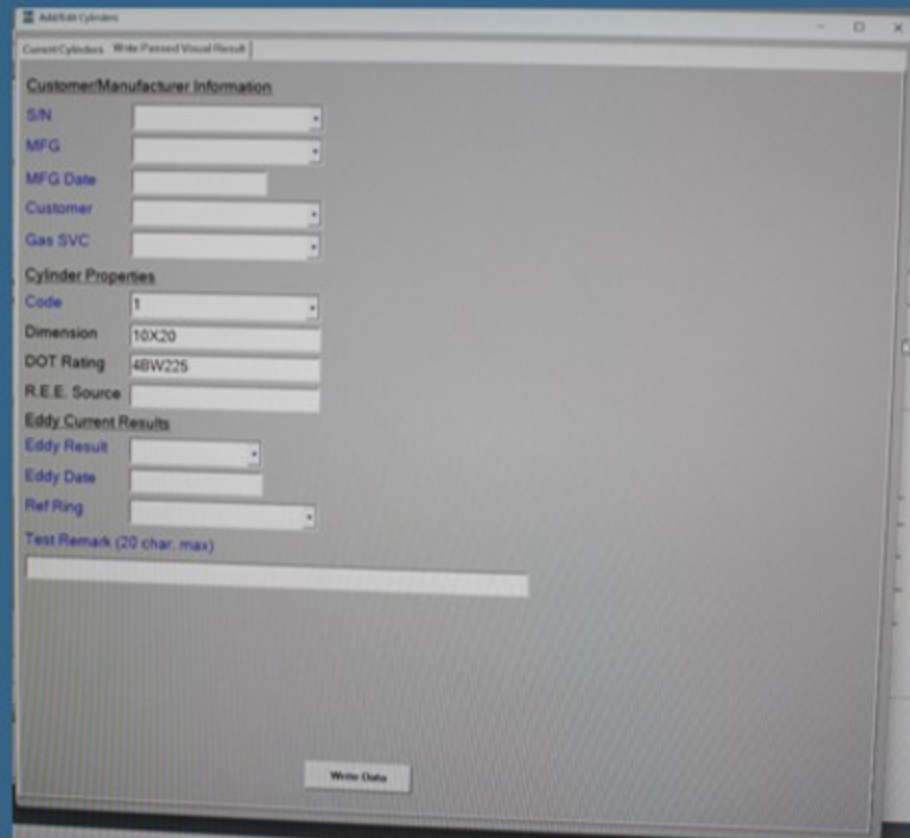 Add/Edit Cylinders
Current Cylinders Write Passed Visual Result
Customer/Manufacturer Information
S/N
MFG
MFG Date
Customer
Gas SVC
Cylinder Properties
Code 1
Dimension 10X20
DOT Rating 4BW225
R.E.E. Source
Eddy Current Results
Eddy Result
Eddy Date
Ref Ring
Test Remark (20 char. max)
Write Data